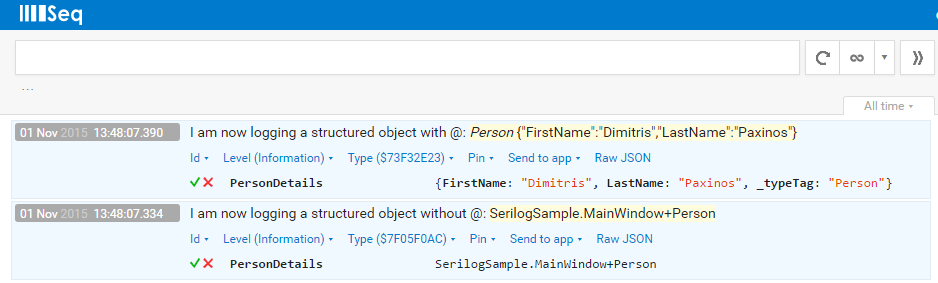 Seq
...
All time
01 Nov 2015 13:48:07.390 I am now logging a structured object with @: Person {"FirstName":"Dimitris","LastName":"Paxinos"}
Id Level (Information) Type ($73F32E23) Pin Send to app Raw JSON
PersonDetails {FirstName: "Dimitris", LastName: "Paxinos", _typeTag: "Person"}
01 Nov 2015 13:48:07.334 I am now logging a structured object without @: SerilogSample.MainWindow+Person
Id Level (Information) Type ($7F05F0AC) Pin Send to app Raw JSON
PersonDetails SerilogSample.MainWindow+Person